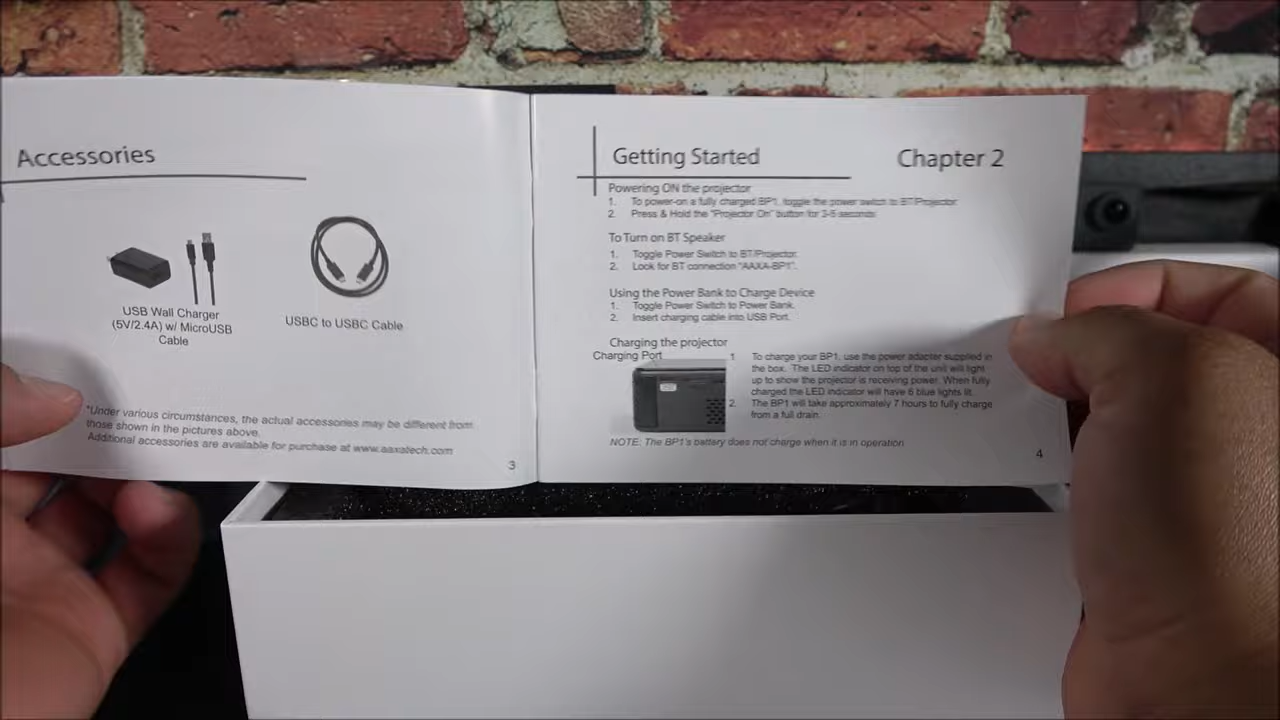 Accessories
USB Wall Charger
(5V/2.4A) w/ MicroUSB
Cable
USBC to USBC Cable
*Under various circumstances, the actual accessories may be different from
those shown in the pictures above.
Additional accessories are available for purchase at www.aaxatech.com
3
Getting Started
Chapter 2
Powering ON the projector
1. To power-on a fully charged BP1, toggle the power switch to BT/Projector.
2. Press & Hold the "Projector On" button for 3-5 seconds.
To Turn on BT Speaker
1. Toggle Power Switch to BT/Projector.
2. Look for BT connection "AAXA-BP1".
Using the Power Bank to Charge Device
1. Toggle Power Switch to Power Bank.
2. Insert charging cable into USB Port.
Charging the projector
Charging Port
1. To charge your BP1, use the power adapter supplied in
the box. The LED indicator on top of the unit will light
up to show the projector is receiving power. When fully
charged the LED indicator will have 6 blue lights lit.
2. The BP1 will take approximately 7 hours to fully charge
from a full drain.
NOTE: The BP1's battery does not charge when it is in operation
4